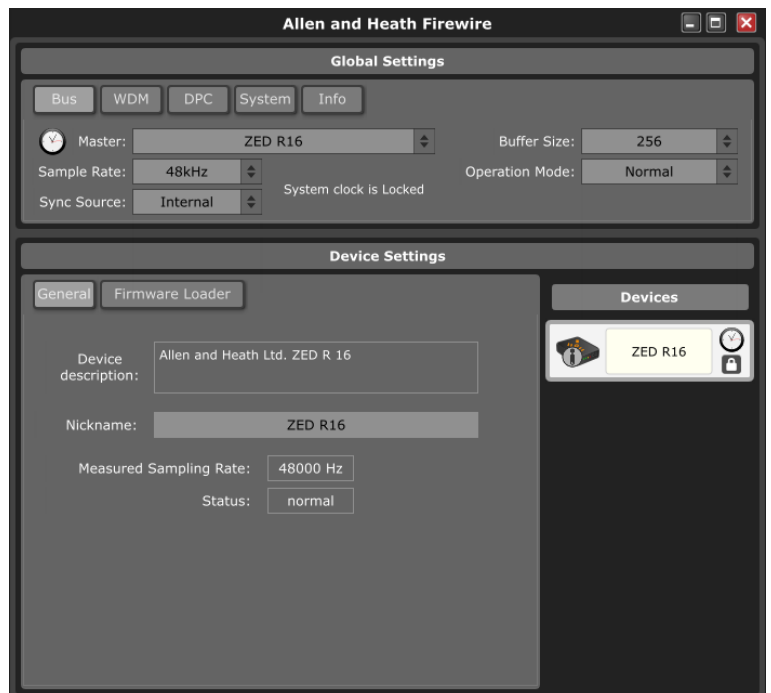 Allen and Heath Firewire
Global Settings
Bus WDM DPC System Info
Master: ZED R16 Buffer Size: 256
Sample Rate: 48kHz Operation Mode: Normal
System clock is Locked
Sync Source: Internal
Device Settings
General Firmware Loader
Devices
Device description: Allen and Heath Ltd. ZED R 16
ZED R16
Nickname: ZED R16
Measured Sampling Rate: 48000 Hz
Status: normal